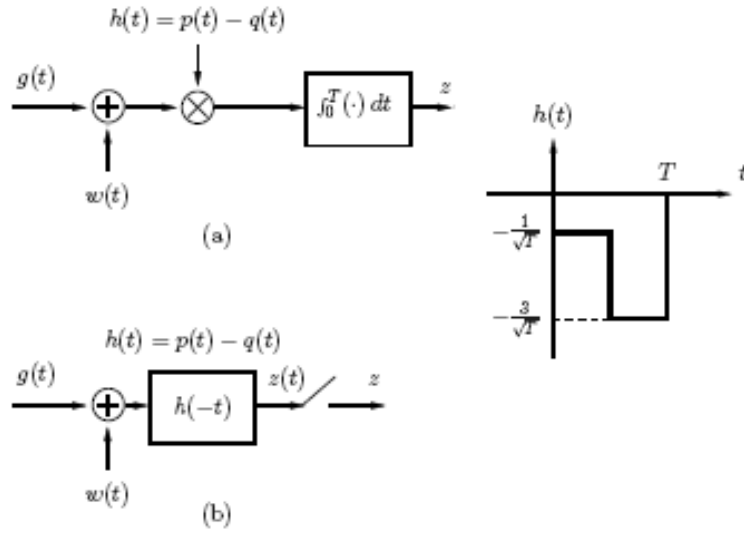 h(t) = p(t) − q(t)
g(t)
∫₀ᵀ(·) dt
z
w(t)
(a)
h(t)
T
t
−1/√T
−3/√T
h(t) = p(t) − q(t)
g(t)
h(−t)
z(t)
z
w(t)
(b)